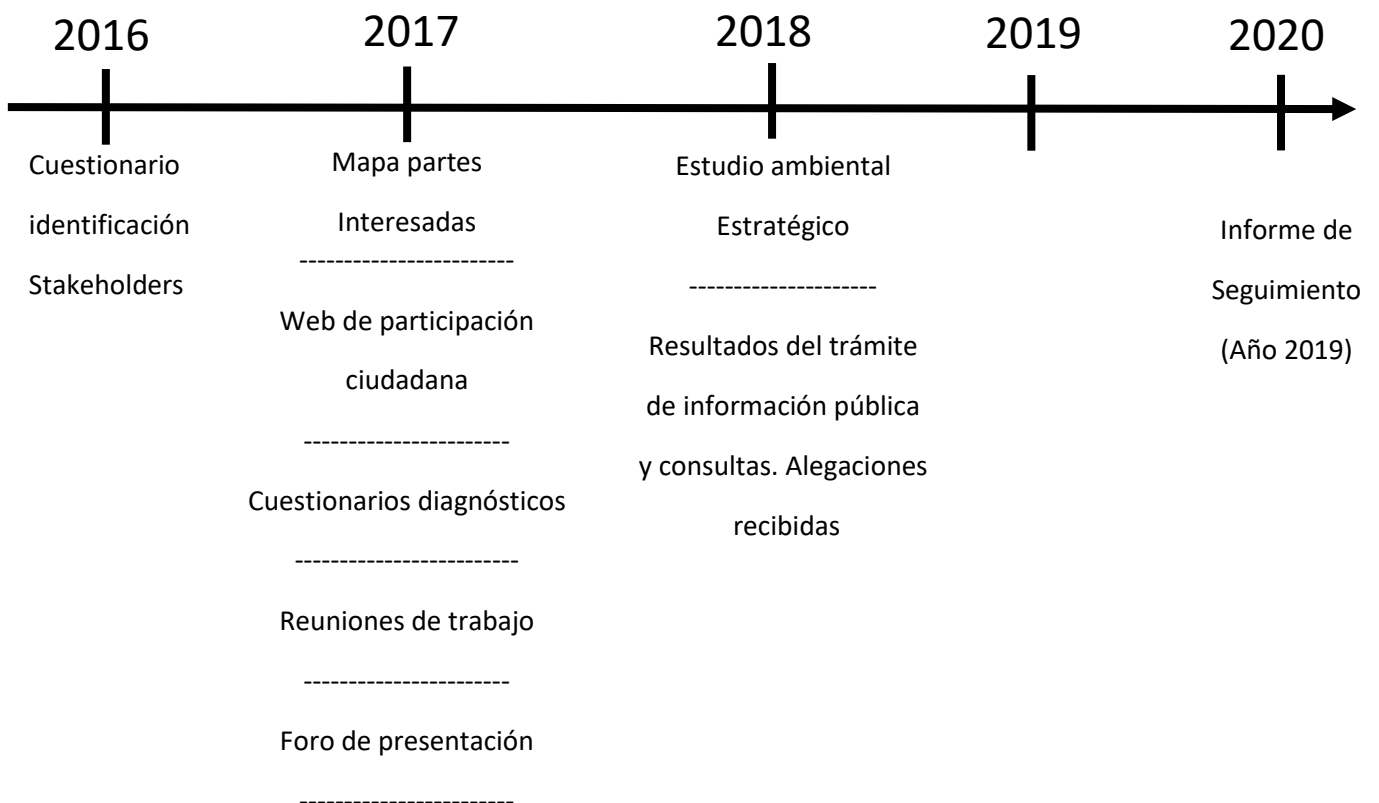 2016
2017
2018
2019
2020
Cuestionario
identificación
Stakeholders
Mapa partes
Interesadas
------------------------
Web de participación
ciudadana
-----------------------
Cuestionarios diagnósticos
-------------------------
Reuniones de trabajo
-----------------------
Foro de presentación
------------------------
Estudio ambiental
Estratégico
---------------------
Resultados del trámite
de información pública
y consultas. Alegaciones
recibidas
Informe de
Seguimiento
(Año 2019)